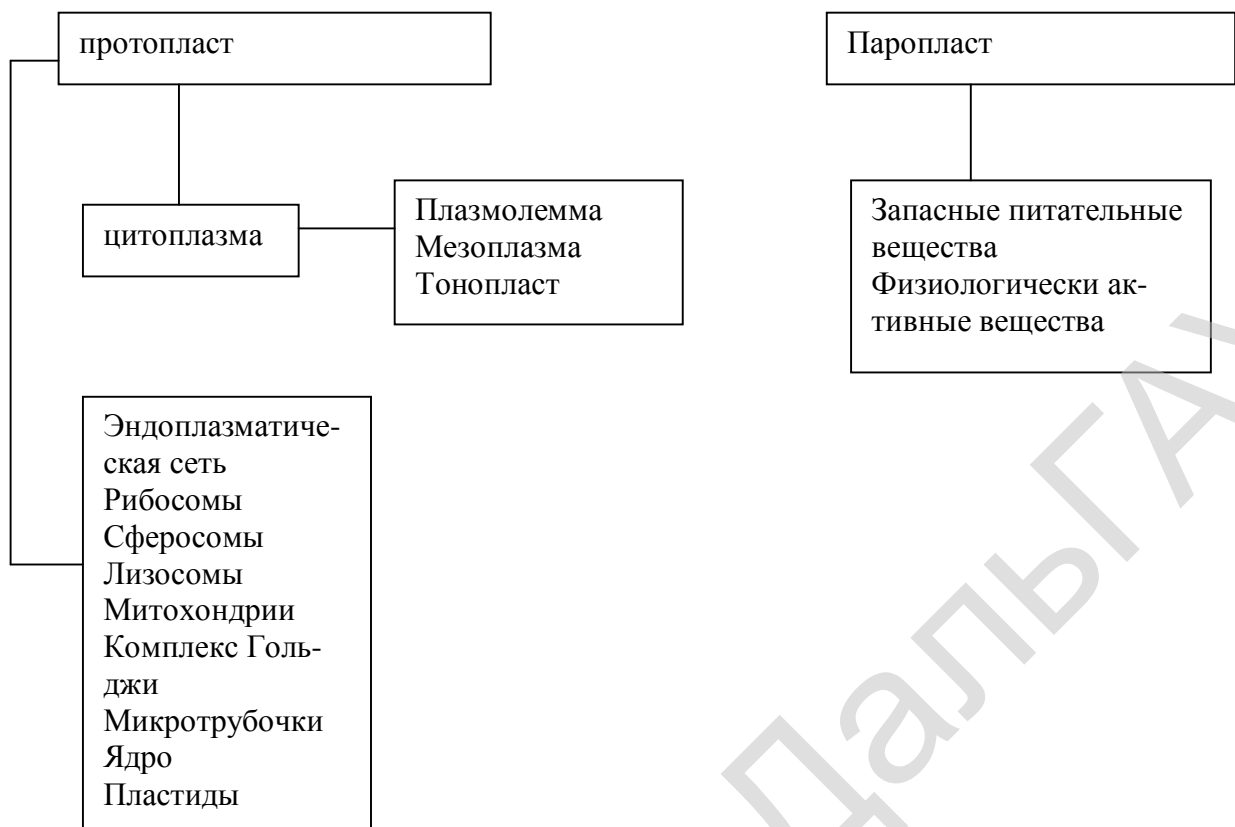 протопласт
Паропласт
цитоплазма
Плазмолемма
Мезоплазма
Тонопласт
Запасные питательные
вещества
Физиологически ак-
тивные вещества
Эндоплазматиче-
ская сеть
Рибосомы
Сферосомы
Лизосомы
Митохондрии
Комплекс Голь-
джи
Микротрубочки
Ядро
Пластиды
ДальГАУ